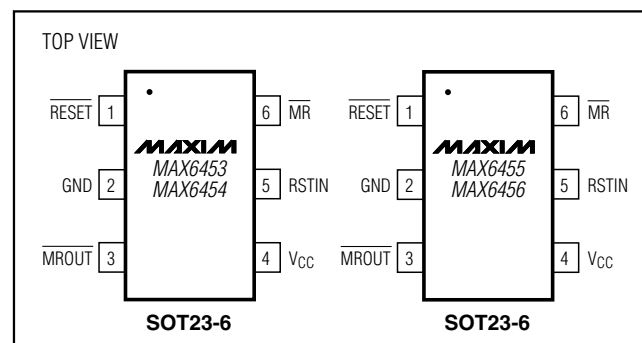 TOP VIEW
RESET 1
6 MR
MAXIM
MAX6453
MAX6454
GND 2
5 RSTIN
MROUT 3
4 VCC
SOT23-6
RESET 1
6 MR
MAXIM
MAX6455
MAX6456
GND 2
5 RSTIN
MROUT 3
4 VCC
SOT23-6